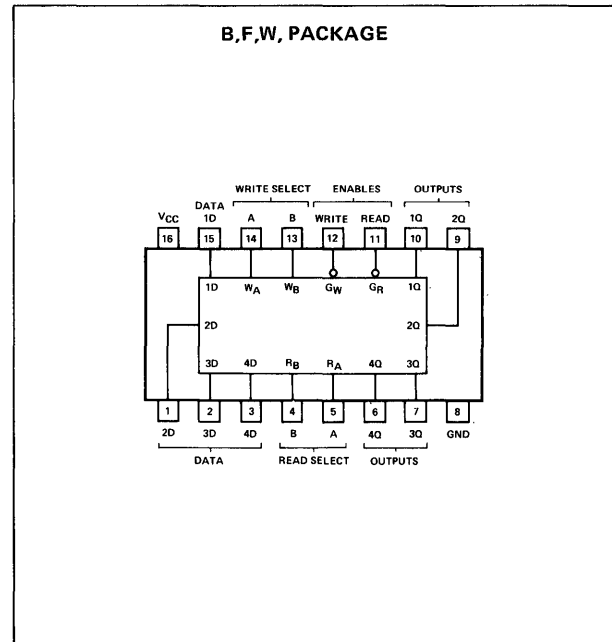 B,F,W, PACKAGE
WRITE SELECT ENABLES OUTPUTS
DATA
VCC 1D A B WRITE READ 1Q 2Q
16 15 14 13 12 11 10 9
1D WA WB GW GR 1Q
2D 2Q
3D 4D RB RA 4Q 3Q
1 2 3 4 5 6 7 8
2D 3D 4D B A 4Q 3Q GND
DATA READ SELECT OUTPUTS